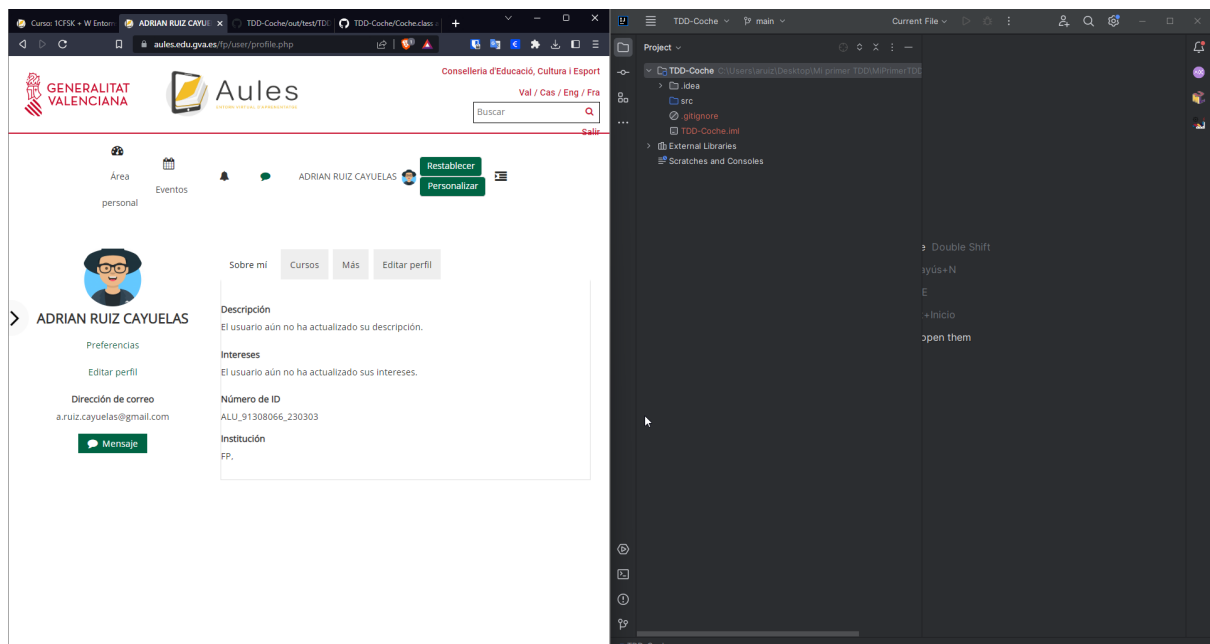 Curso: 1CFSK + W Entorn
ADRIAN RUIZ CAYUE
TDD-Coche/out/test/TDD
TDD-Coche/Coche.class a
aules.edu.gva.es/fp/user/profile.php
GENERALITAT
VALENCIANA
Aules
Conselleria d'Educació, Cultura i Esport
Val / Cas / Eng / Fra
Buscar
Salir
Área
personal
Eventos
ADRIAN RUIZ CAYUELAS
Restablecer
Personalizar
Sobre mí
Cursos
Más
Editar perfil
ADRIAN RUIZ CAYUELAS
Preferencias
Editar perfil
Dirección de correo
a.ruiz.cayuelas@gmail.com
Mensaje
Descripción
El usuario aún no ha actualizado su descripción.
Intereses
El usuario aún no ha actualizado sus intereses.
Número de ID
ALU_91308066_230303
Institución
FP.
TDD-Coche
main
Current File
Project
TDD-Coche C:\Users\aruiz\Desktop\Mi primer TDD\MiPrimerTDD
.idea
src
.gitignore
TDD-Coche.iml
External Libraries
Scratches and Consoles
e Double Shift
ayús+N
E
+Inicio
open them